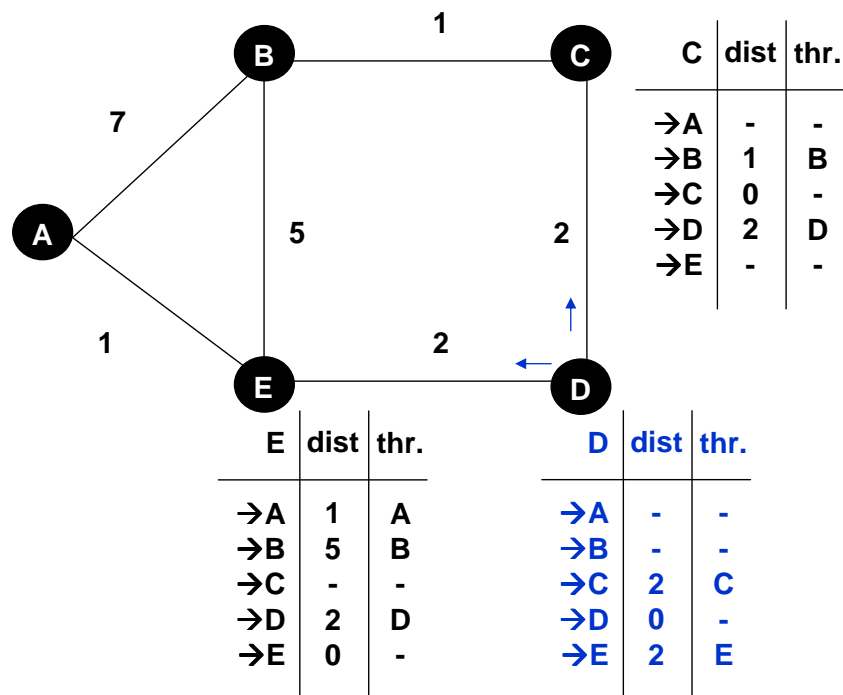 1
B
C
7
A
5
2
1
2
E
D
C dist thr.
→A - -
→B 1 B
→C 0 -
→D 2 D
→E - -
E dist thr.
→A 1 A
→B 5 B
→C - -
→D 2 D
→E 0 -
D dist thr.
→A - -
→B - -
→C 2 C
→D 0 -
→E 2 E